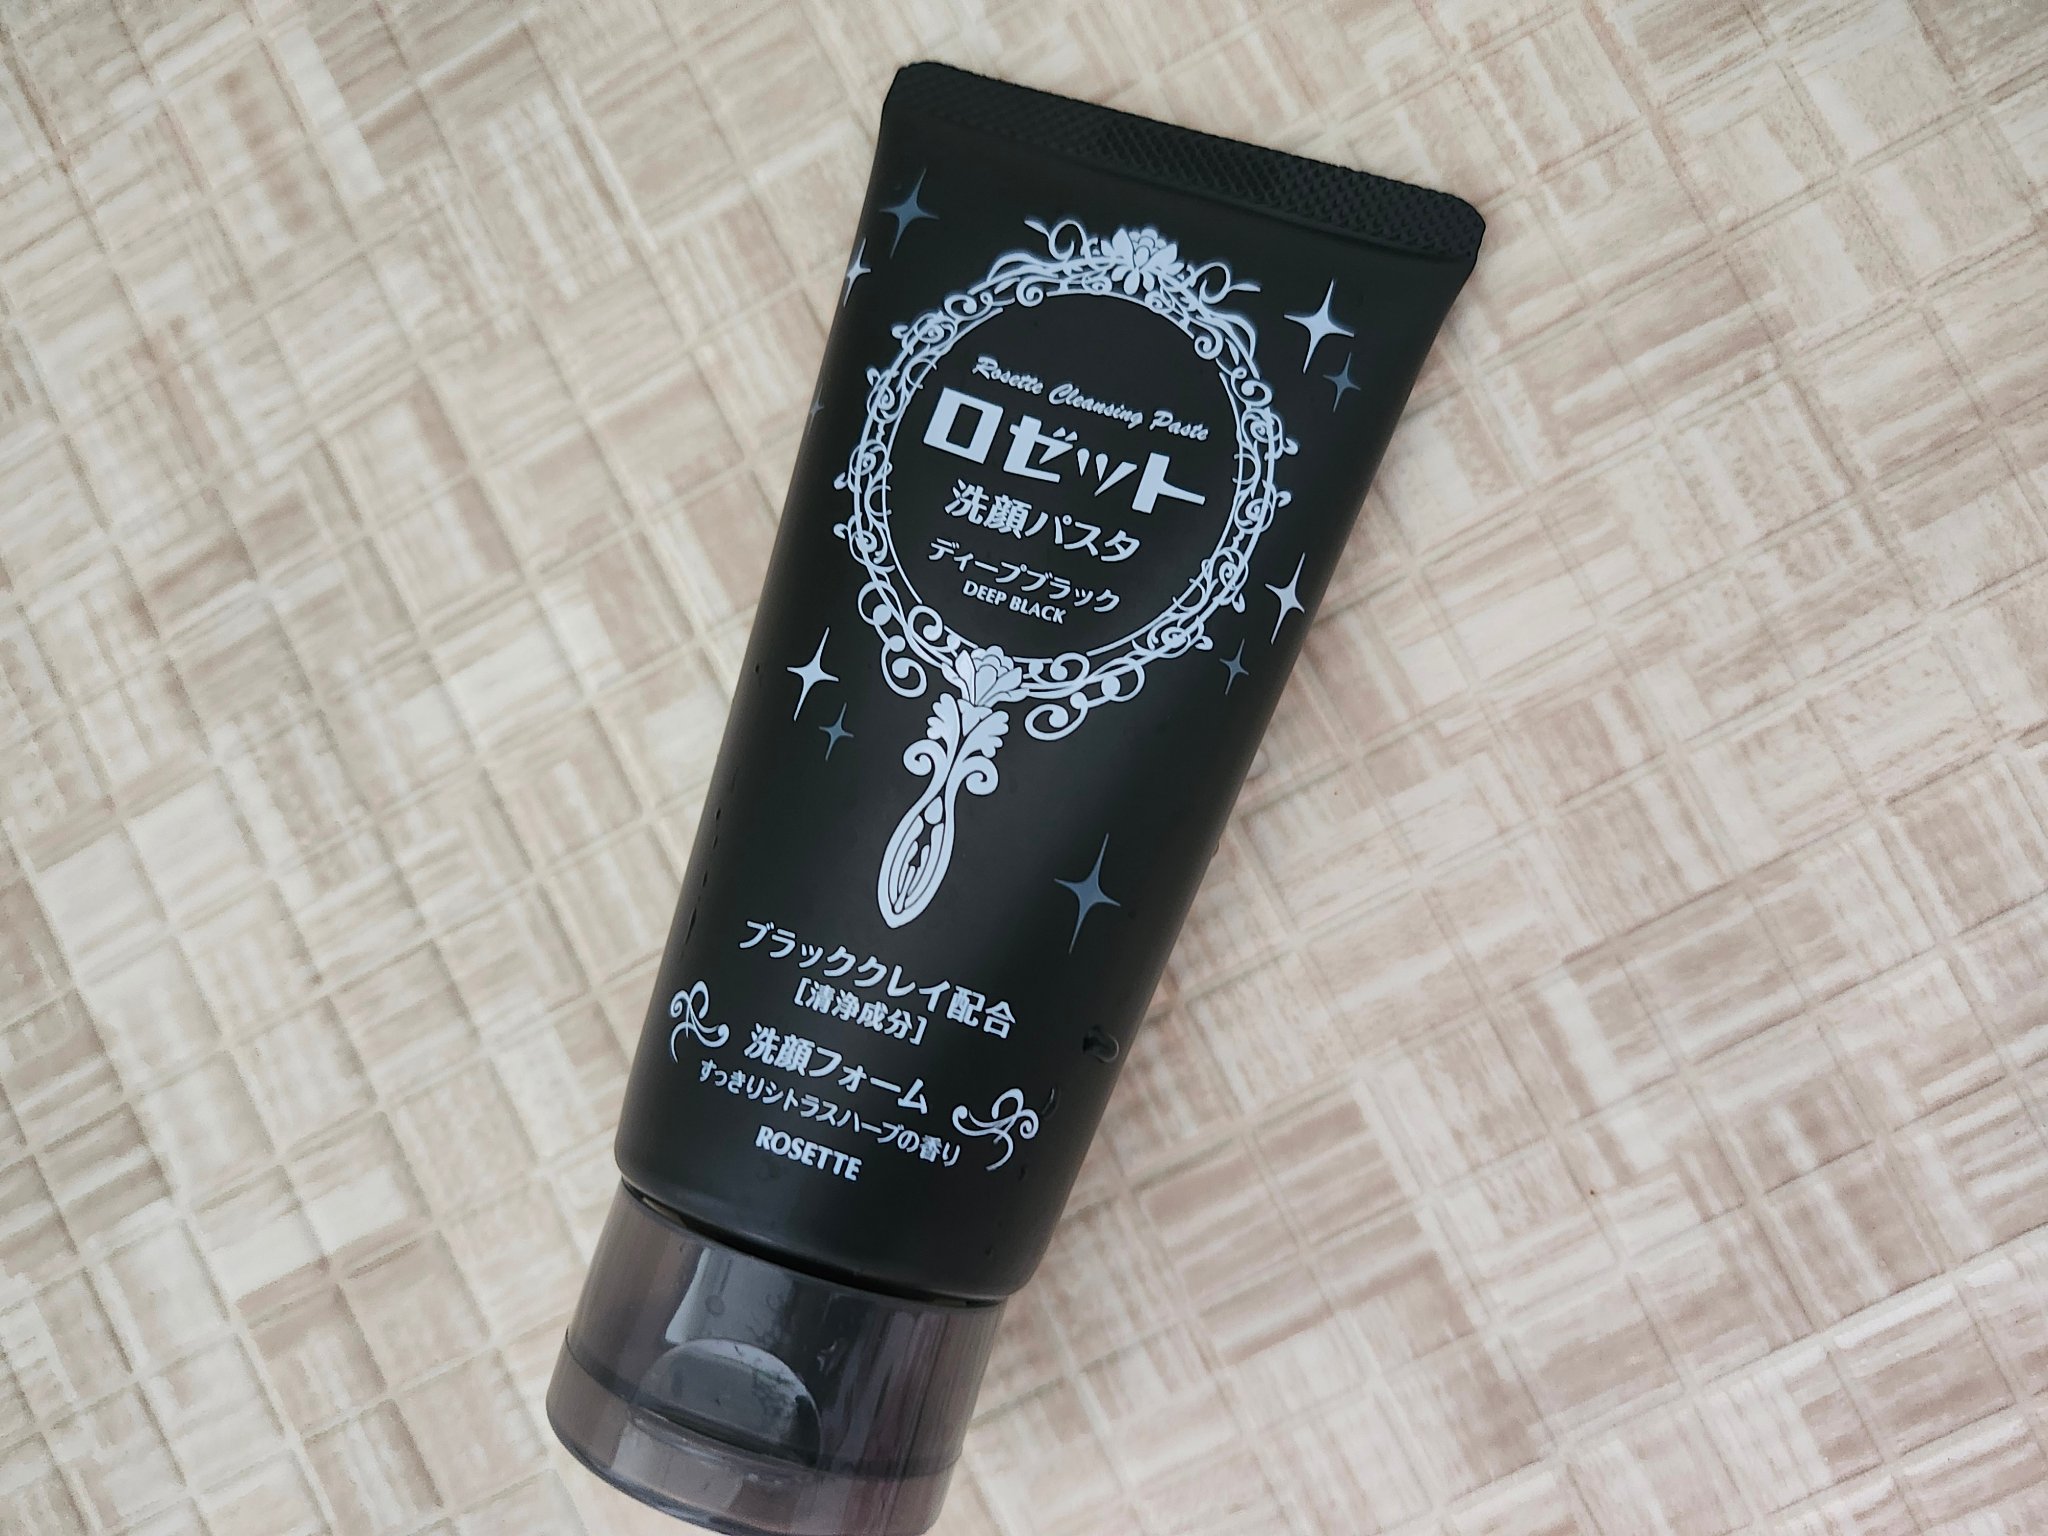 Rosette Cleansing Paste
ロゼット
洗顔パスタ
ディープブラック
DEEP BLACK
ブラッククレイ配合
[清浄成分]
洗顔フォーム
すっきりシトラスハーブの香り
ROSETTE